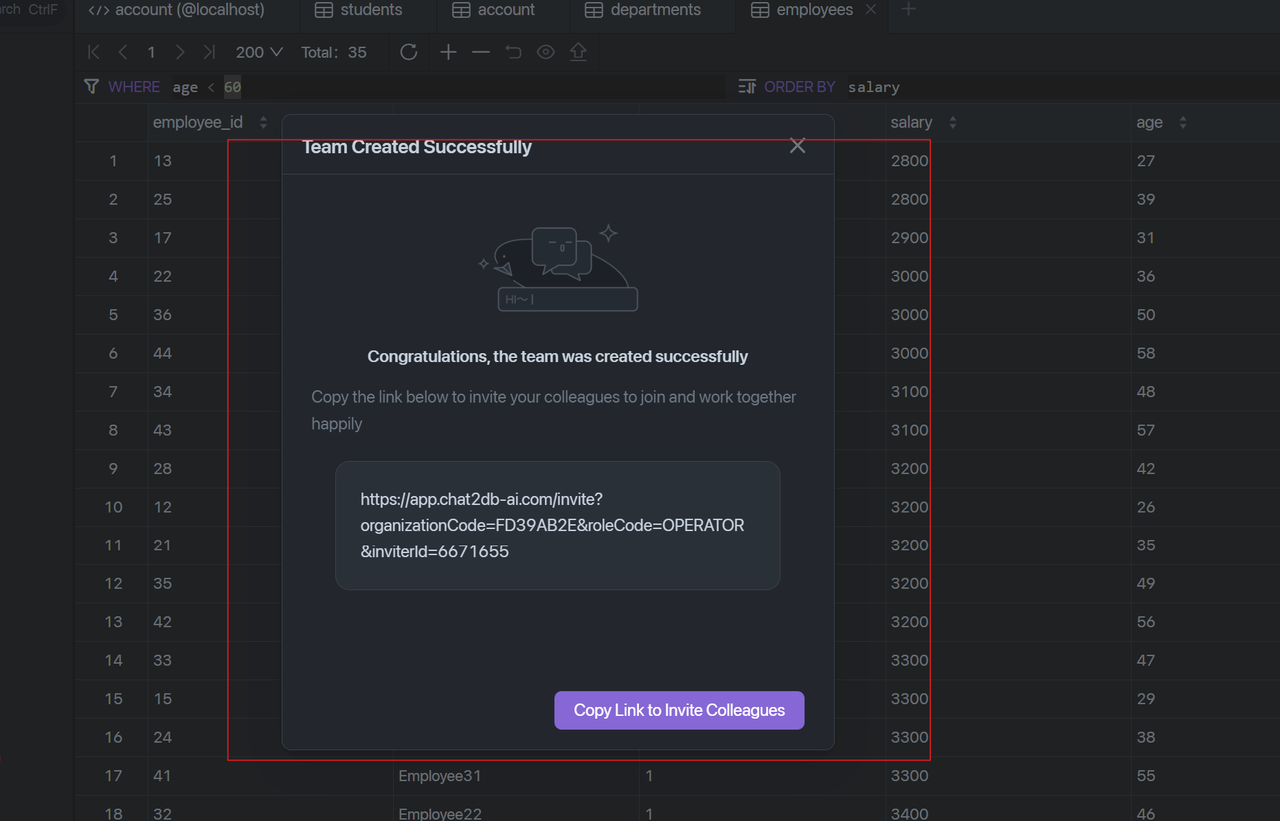 rch CtrlF
</> account (@localhost) students account departments employees
1 200 Total: 35
WHERE age < 60 ORDER BY salary
employee_id salary age
Team Created Successfully
1 13 2800 27
2 25 2800 39
3 17 2900 31
4 22 3000 36
HI~ |
5 36 3000 50
6 44 3000 58
Congratulations, the team was created successfully
7 34 3100 48
Copy the link below to invite your colleagues to join and work together
happily
8 43 3100 57
9 28 3200 42
https://app.chat2db-ai.com/invite?
10 12 3200 26
organizationCode=FD39AB2E&roleCode=OPERATOR
11 21 3200 35
&inviterId=6671655
12 35 3200 49
13 42 3200 56
14 33 3300 47
15 15 3300 29
Copy Link to Invite Colleagues
16 24 3300 38
17 41 Employee31 1 3300 55
18 32 Employee22 1 3400 46